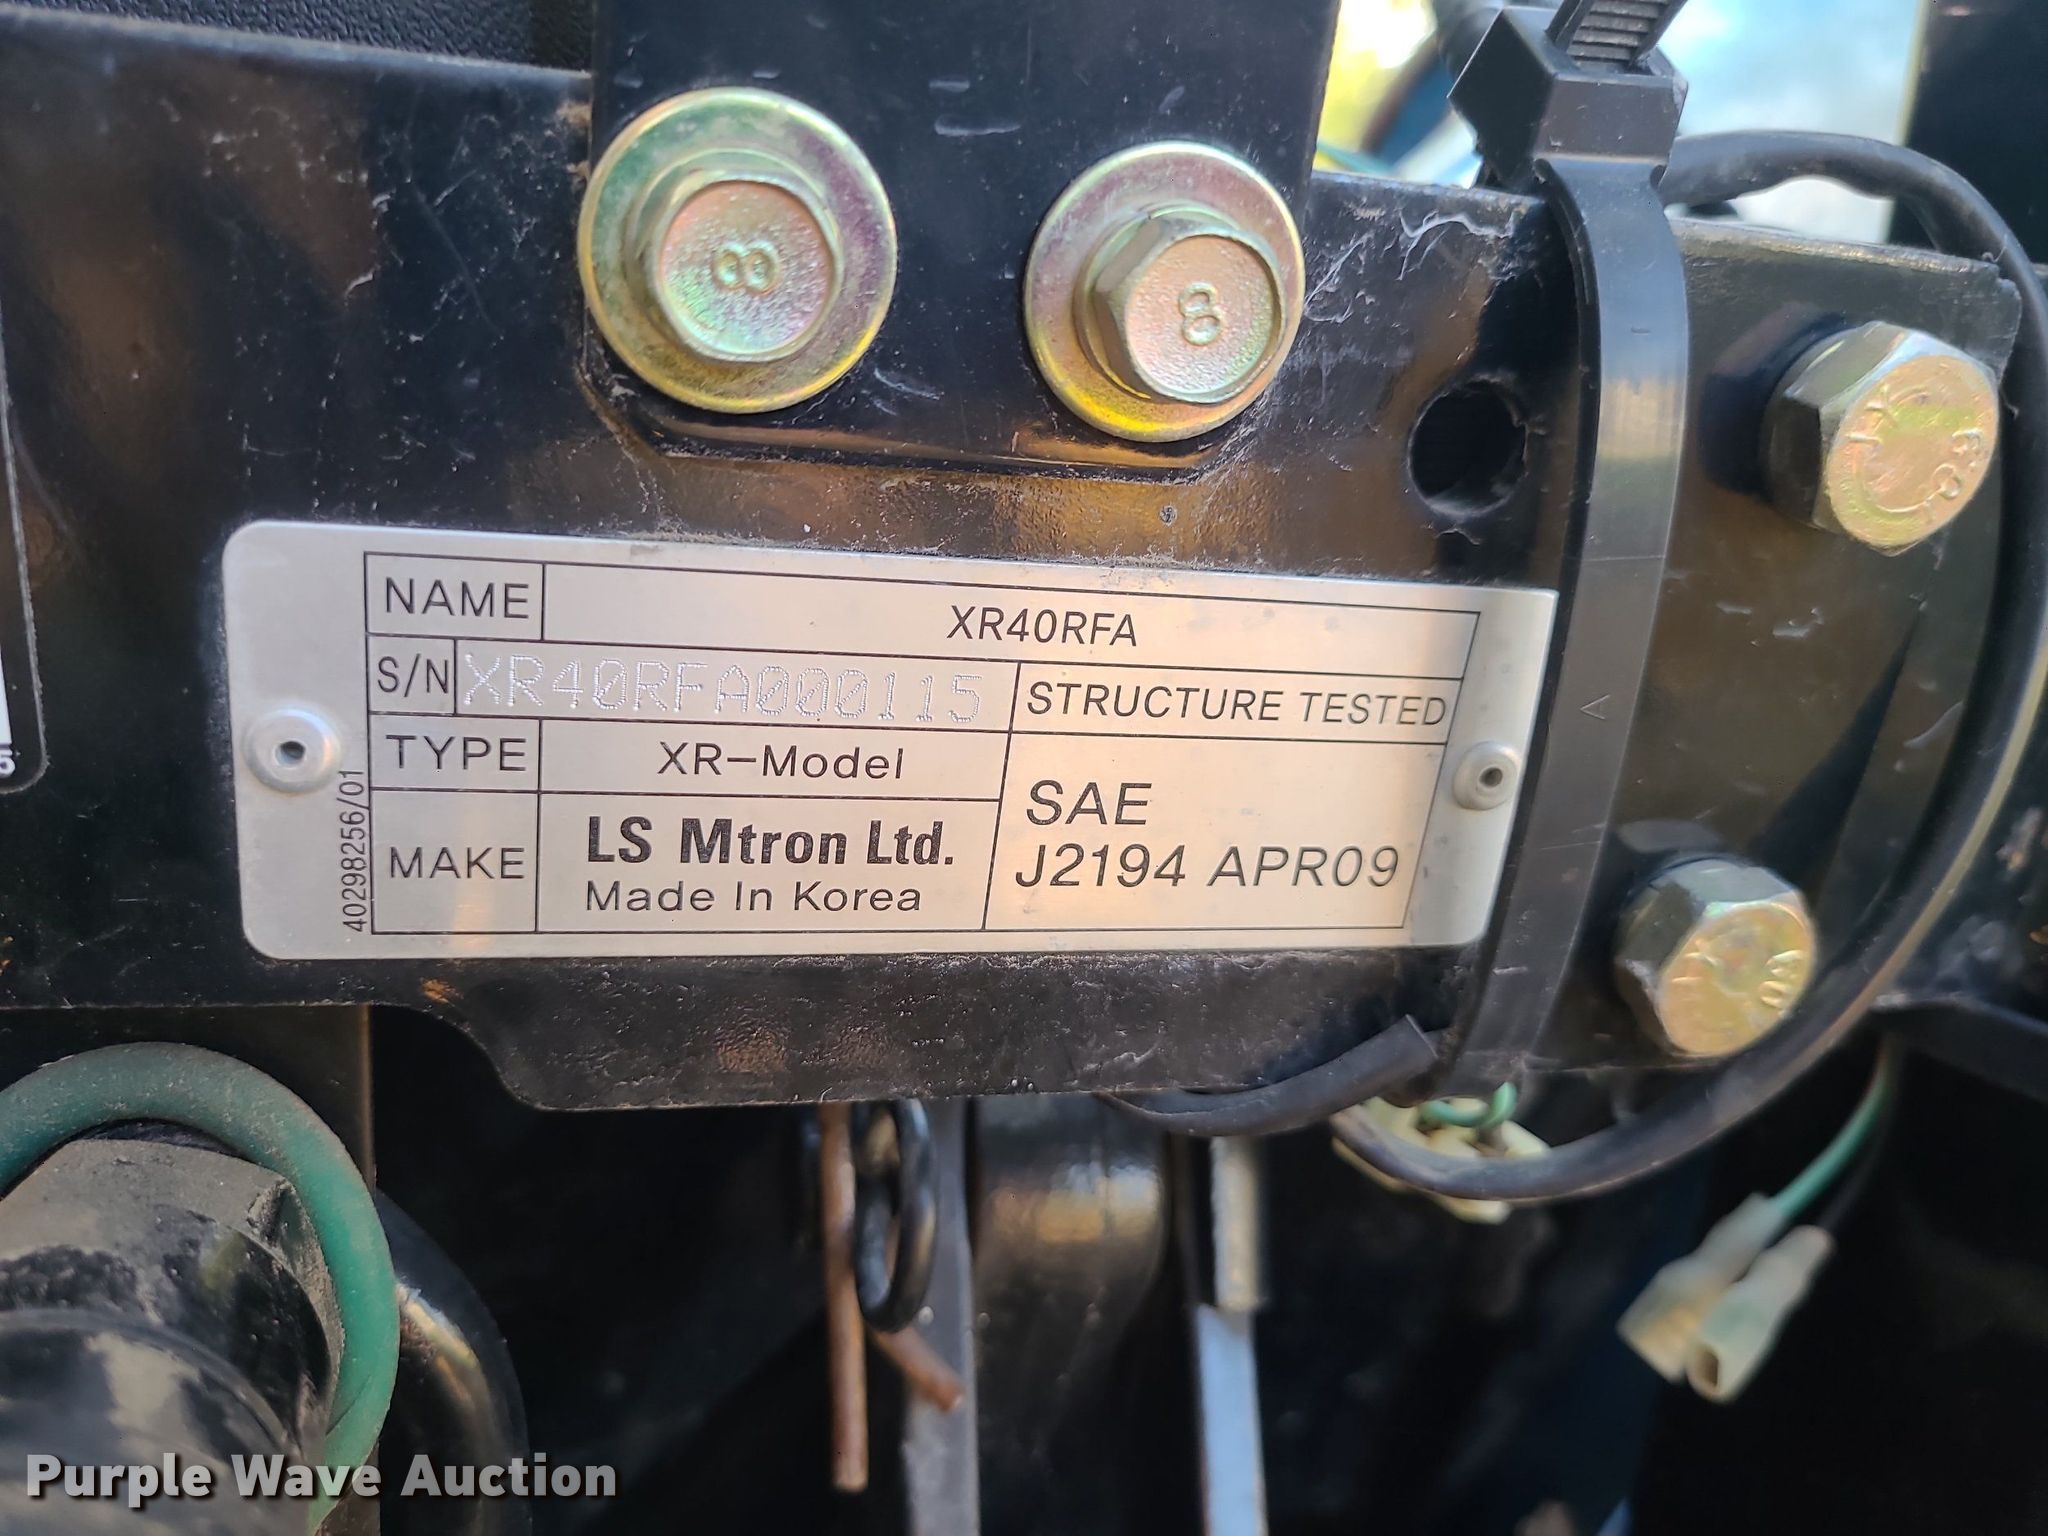 8
8
NAME XR40RFA
S/N XR40RFA000115 STRUCTURE TESTED
TYPE XR-Model
SAE
MAKE LS Mtron Ltd.
Made In Korea
J2194 APR09
40298256/01
A
5
Purple Wave Auction